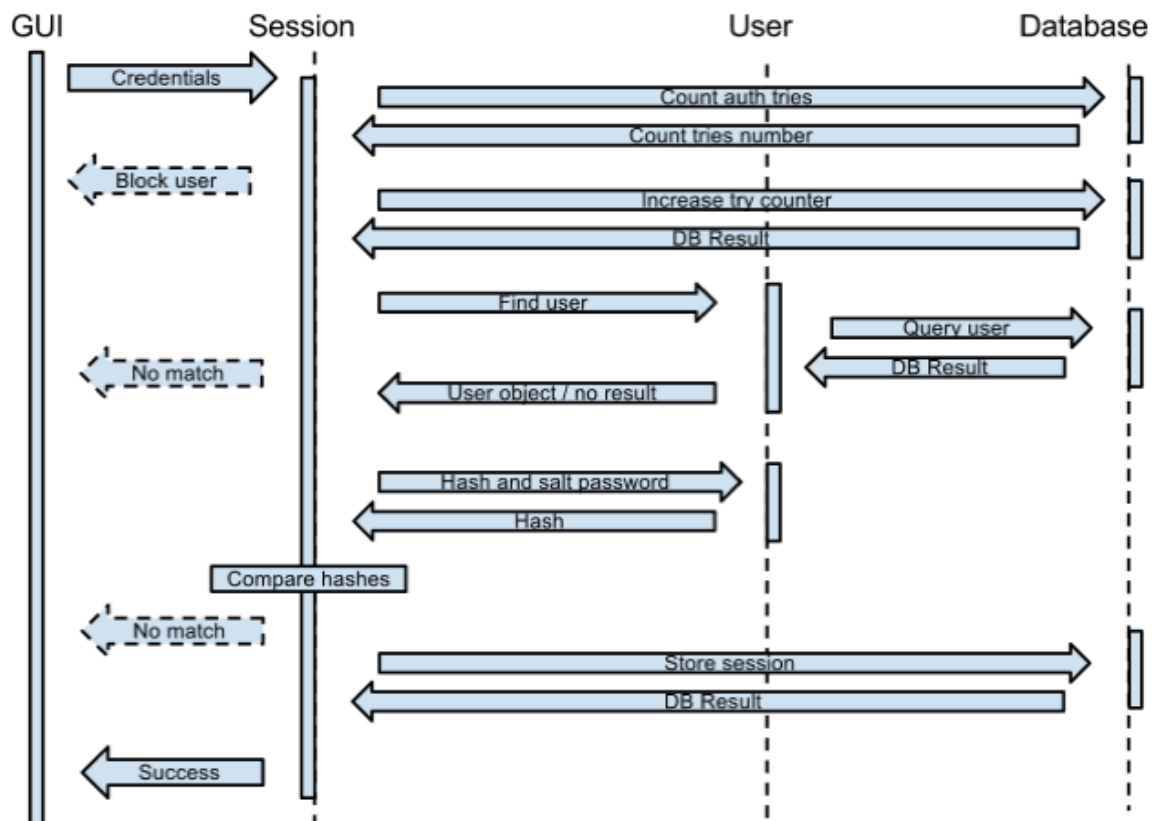 GUI
Session
User
Database
Credentials
Count auth tries
Count tries number
Block user
Increase try counter
DB Result
Find user
Query user
DB Result
No match
User object / no result
Hash and salt password
Hash
Compare hashes
No match
Store session
DB Result
Success